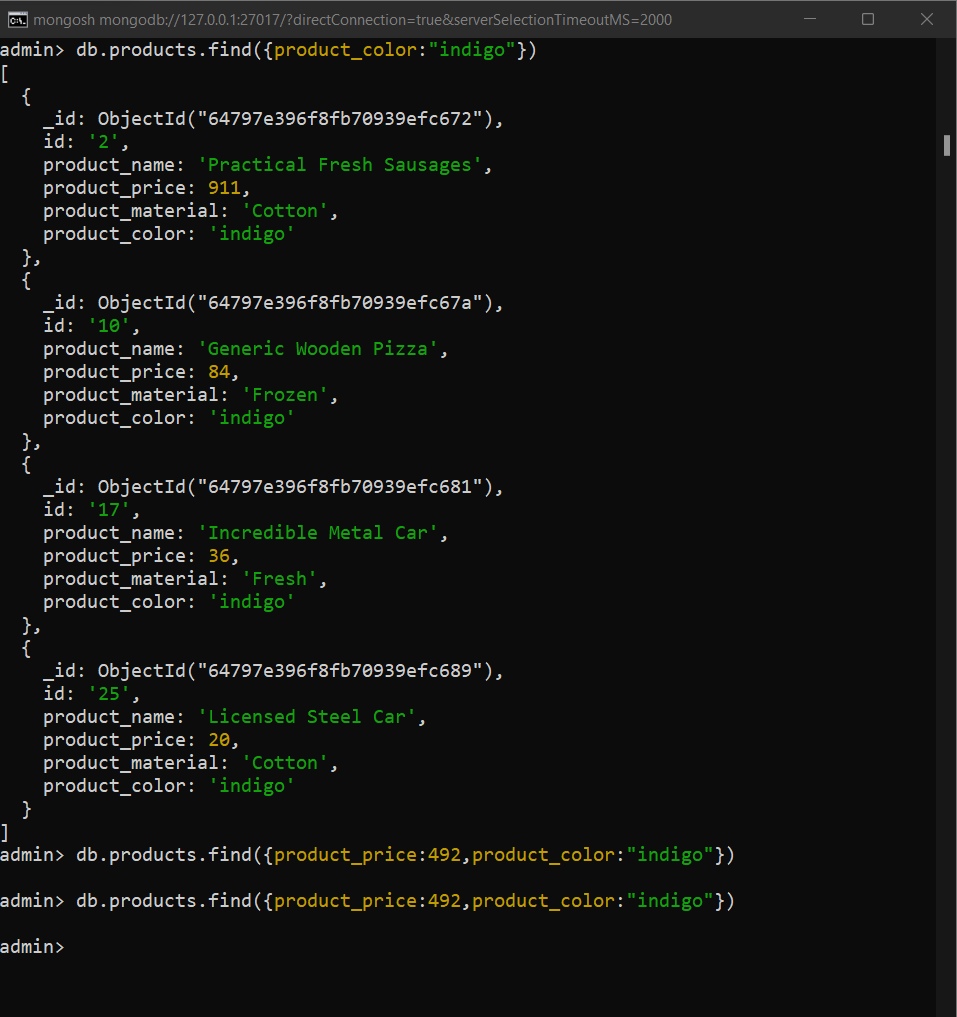 mongosh mongodb://127.0.0.1:27017/?directConnection=true&serverSelectionTimeoutMS=2000
admin> db.products.find({product_color:"indigo"})
[
  {
    _id: ObjectId("64797e396f8fb70939efc672"),
    id: '2',
    product_name: 'Practical Fresh Sausages',
    product_price: 911,
    product_material: 'Cotton',
    product_color: 'indigo'
  },
  {
    _id: ObjectId("64797e396f8fb70939efc67a"),
    id: '10',
    product_name: 'Generic Wooden Pizza',
    product_price: 84,
    product_material: 'Frozen',
    product_color: 'indigo'
  },
  {
    _id: ObjectId("64797e396f8fb70939efc681"),
    id: '17',
    product_name: 'Incredible Metal Car',
    product_price: 36,
    product_material: 'Fresh',
    product_color: 'indigo'
  },
  {
    _id: ObjectId("64797e396f8fb70939efc689"),
    id: '25',
    product_name: 'Licensed Steel Car',
    product_price: 20,
    product_material: 'Cotton',
    product_color: 'indigo'
  }
]
admin> db.products.find({product_price:492,product_color:"indigo"})
admin> db.products.find({product_price:492,product_color:"indigo"})
admin>